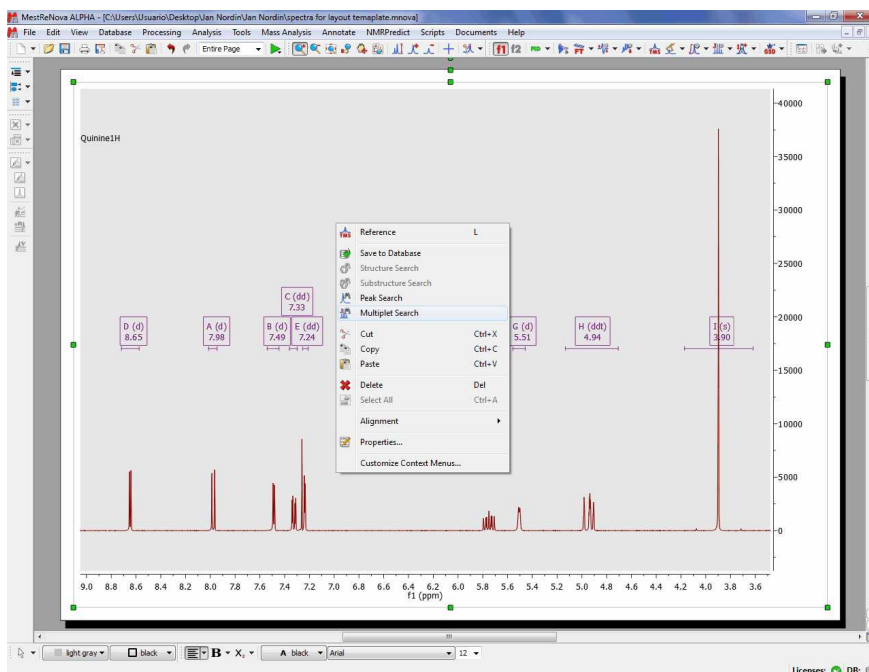 MestReNova ALPHA - [C:\Users\Usuario\Desktop\Jan Nordin\Jan Nordin\spectra for layout temaplate.mnova]
File Edit View Database Processing Analysis Tools Mass Analysis Annotate NMRPredict Scripts Documents Help
Entire Page f1 f2
Quinine1H
40000
35000
30000
25000
20000
15000
10000
5000
0
C (dd)
7.33
D (d) A (d) B (d) E (dd) G (d) H (ddt) I (s)
8.65 7.98 7.49 7.24 5.51 4.94 3.90
Reference L
Save to Database
Structure Search
Substructure Search
Peak Search
Multiplet Search
Cut Ctrl+X
Copy Ctrl+C
Paste Ctrl+V
Delete Del
Select All Ctrl+A
Alignment
Properties...
Customize Context Menus...
9.0 8.8 8.6 8.4 8.2 8.0 7.8 7.6 7.4 7.2 7.0 6.8 6.6 6.4 6.2 6.0 5.8 5.6 5.4 5.2 5.0 4.8 4.6 4.4 4.2 4.0 3.8 3.6
f1 (ppm)
light gray black B X, A black Arial 12
Licenses: DB: